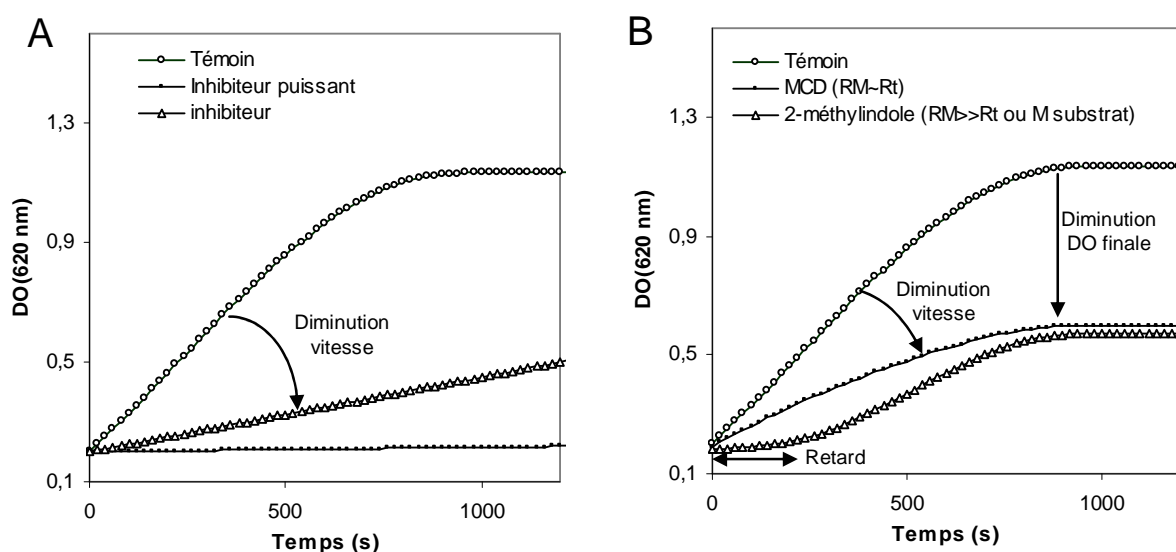 A
Témoin
Inhibiteur puissant
inhibiteur
1,3
0,9
0,5
0,1
DO(620 nm)
Diminution
vitesse
0
500
1000
Temps (s)
B
Témoin
MCD (RM~Rt)
2-méthylindole (RM>>Rt ou M substrat)
1,3
0,9
0,5
0,1
DO(620 nm)
Diminution
DO finale
Diminution
vitesse
Retard
0
500
1000
Temps (s)